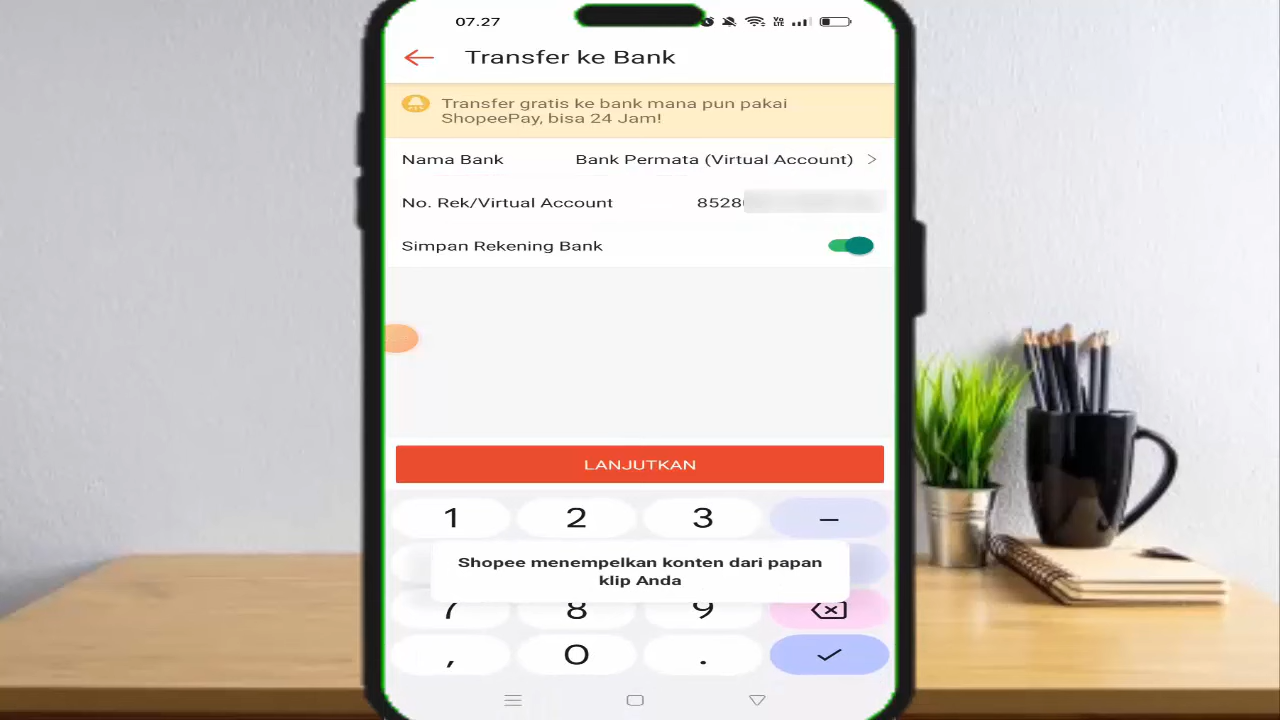 07.27
Transfer ke Bank
Transfer gratis ke bank mana pun pakai
ShopeePay, bisa 24 Jam!
Nama Bank Bank Permata (Virtual Account)
No. Rek/Virtual Account 8528
Simpan Rekening Bank
LANJUTKAN
1 2 3 –
Shopee menempelkan konten dari papan
klip Anda
7 8 9
, 0 .